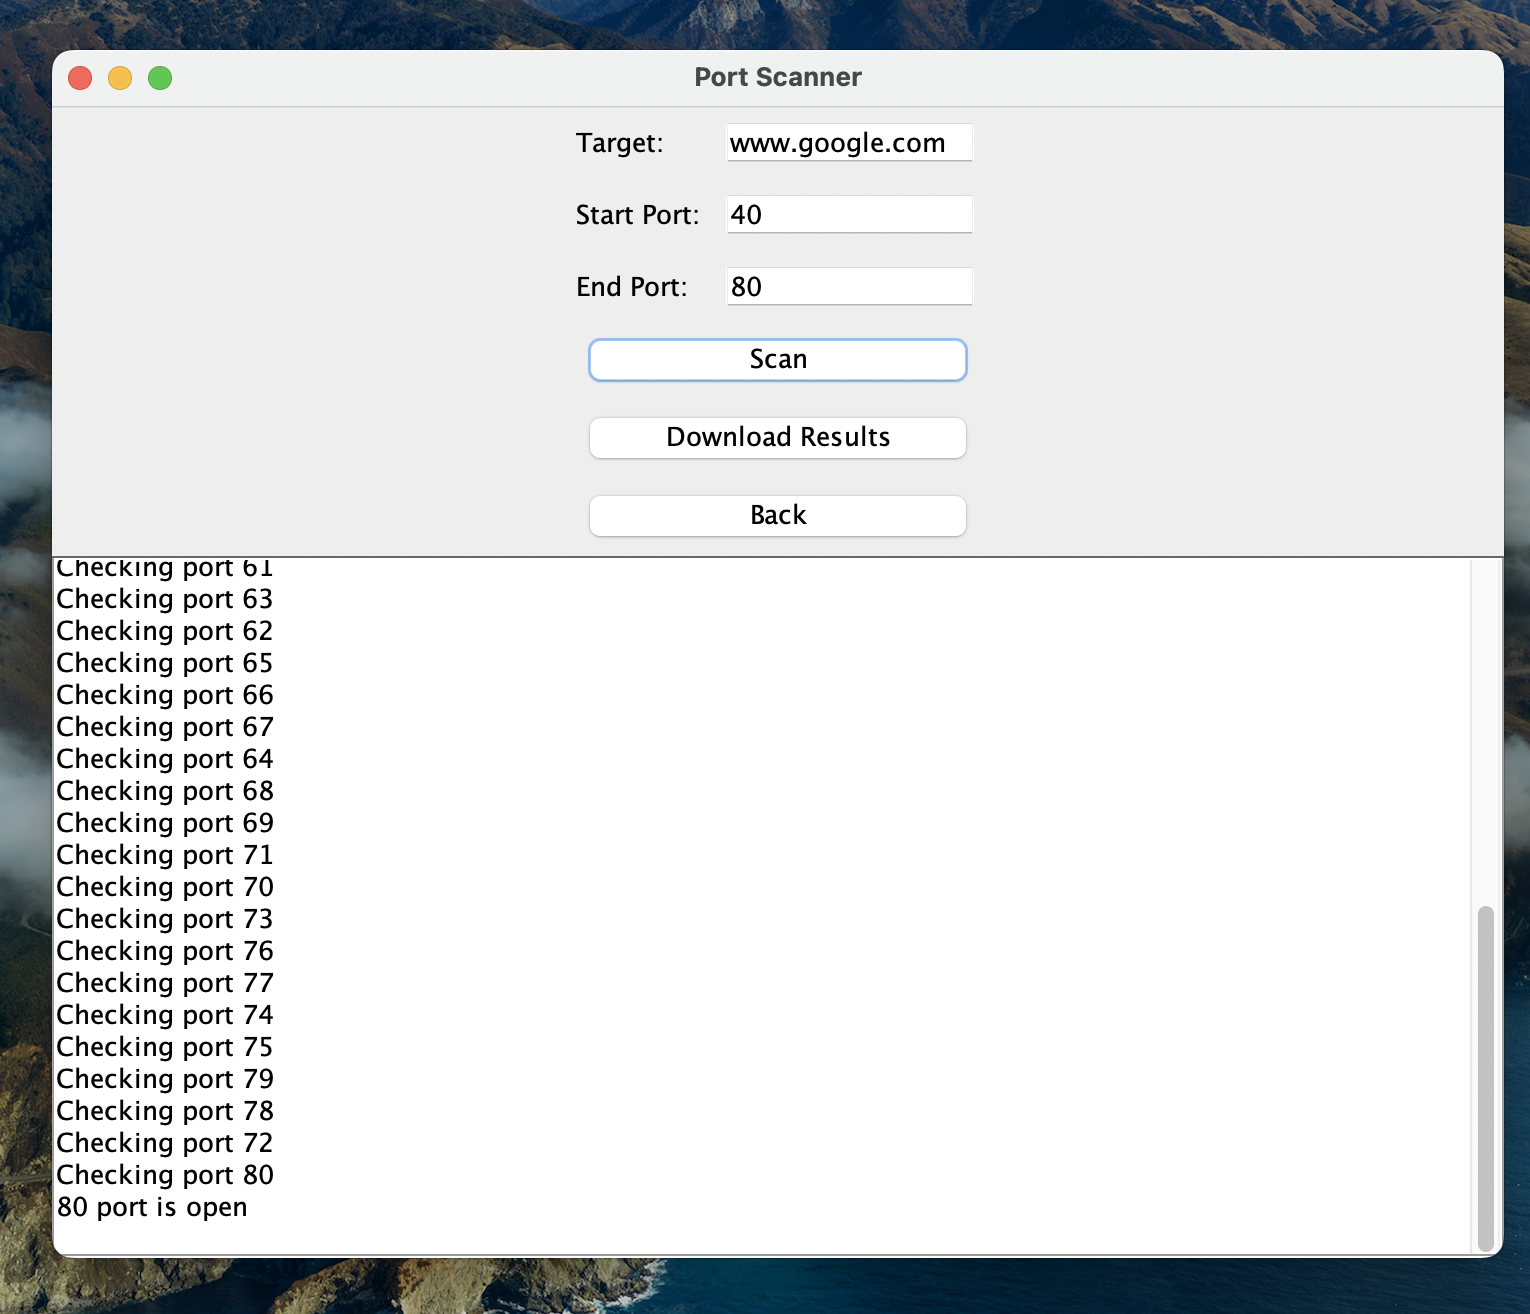 Port Scanner
Target: www.google.com
Start Port: 40
End Port: 80
Scan
Download Results
Back
Checking port 61
Checking port 63
Checking port 62
Checking port 65
Checking port 66
Checking port 67
Checking port 64
Checking port 68
Checking port 69
Checking port 71
Checking port 70
Checking port 73
Checking port 76
Checking port 77
Checking port 74
Checking port 75
Checking port 79
Checking port 78
Checking port 72
Checking port 80
80 port is open